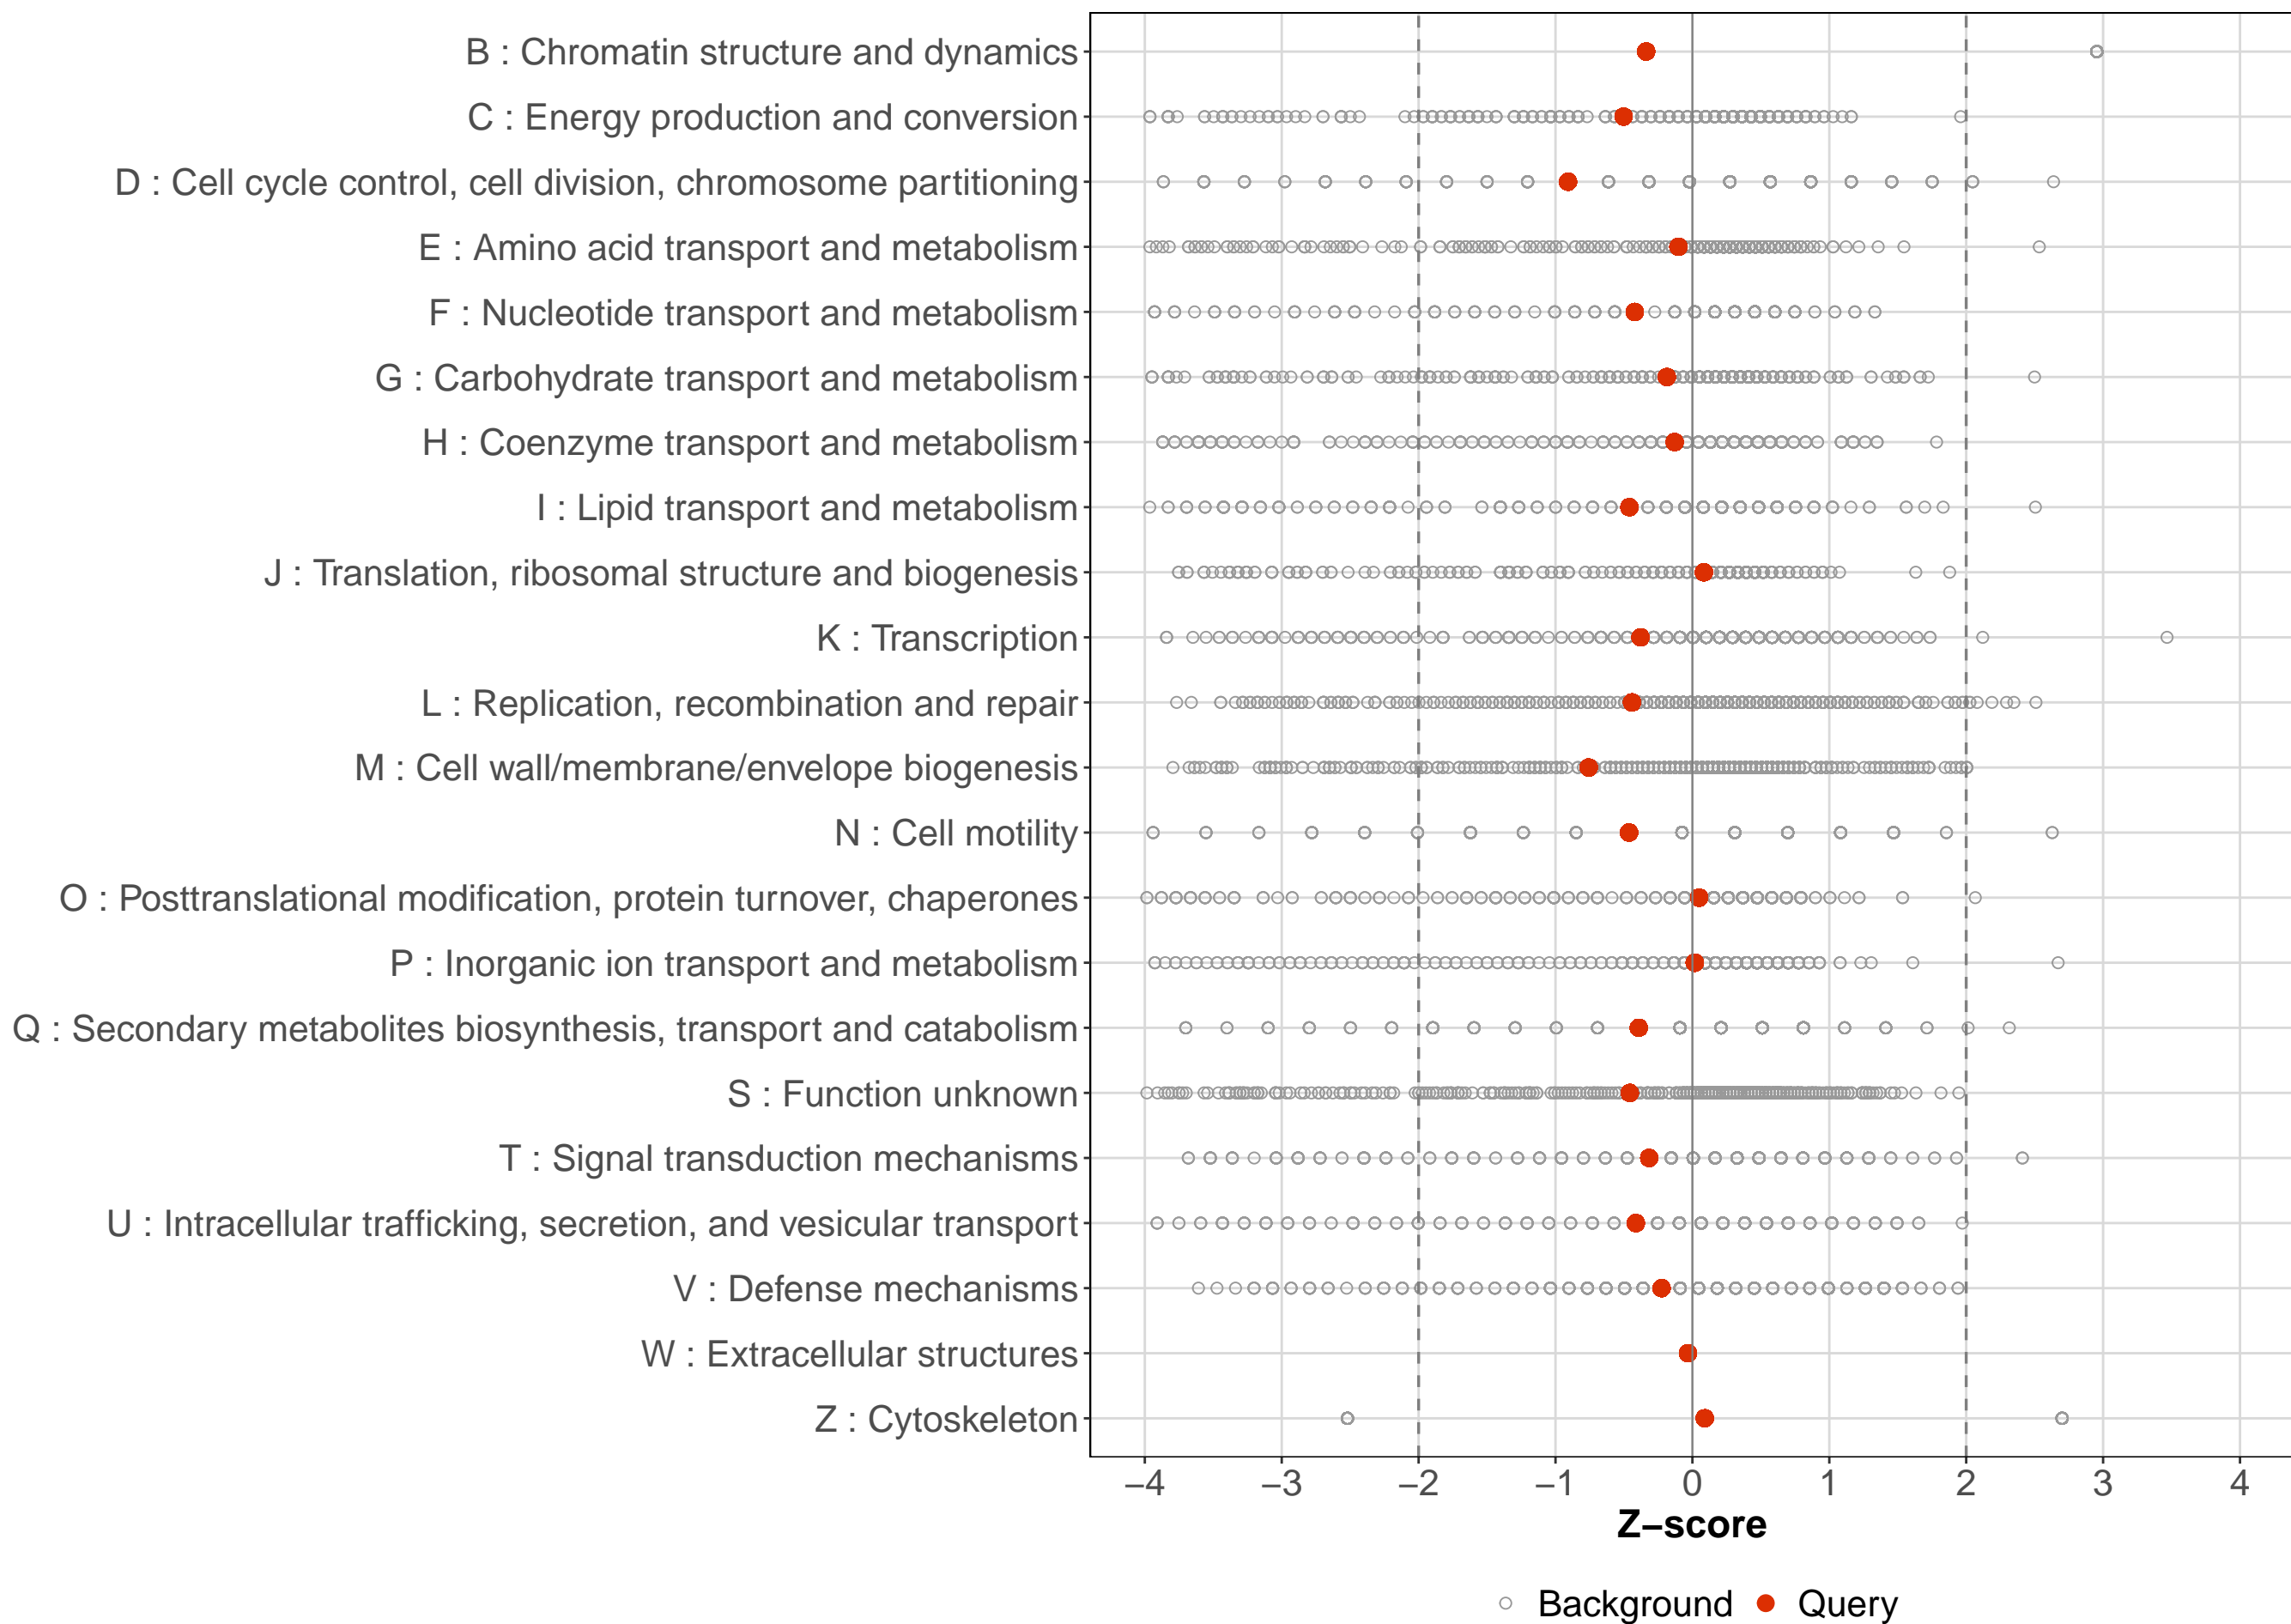 B : Chromatin structure and dynamics
C : Energy production and conversion
D : Cell cycle control, cell division, chromosome partitioning
E : Amino acid transport and metabolism
F : Nucleotide transport and metabolism
G : Carbohydrate transport and metabolism
H : Coenzyme transport and metabolism
I : Lipid transport and metabolism
J : Translation, ribosomal structure and biogenesis
K : Transcription
L : Replication, recombination and repair
M : Cell wall/membrane/envelope biogenesis
N : Cell motility
O : Posttranslational modification, protein turnover, chaperones
P : Inorganic ion transport and metabolism
Q : Secondary metabolites biosynthesis, transport and catabolism
S : Function unknown
T : Signal transduction mechanisms
U : Intracellular trafficking, secretion, and vesicular transport
V : Defense mechanisms
W : Extracellular structures
Z : Cytoskeleton
−4 −3 −2 −1 0 1 2 3 4
Z−score
Background Query